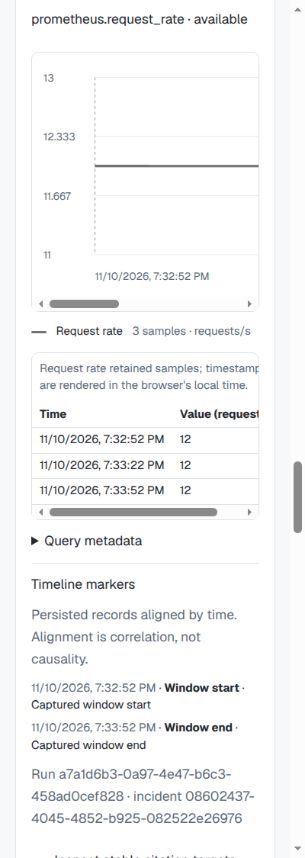 prometheus.request_rate · available
13
12.333
11.667
11
11/10/2026, 7:32:52 PM
Request rate 3 samples · requests/s
Request rate retained samples; timestamp
are rendered in the browser's local time.
Time Value (request
11/10/2026, 7:32:52 PM 12
11/10/2026, 7:33:22 PM 12
11/10/2026, 7:33:52 PM 12
▶ Query metadata
Timeline markers
Persisted records aligned by time.
Alignment is correlation, not
causality.
11/10/2026, 7:32:52 PM · Window start ·
Captured window start
11/10/2026, 7:33:52 PM · Window end ·
Captured window end
Run a7a1d6b3-0a97-4e47-b6c3-
458ad0cef828 · incident 08602437-
4045-4852-b925-082522e26976